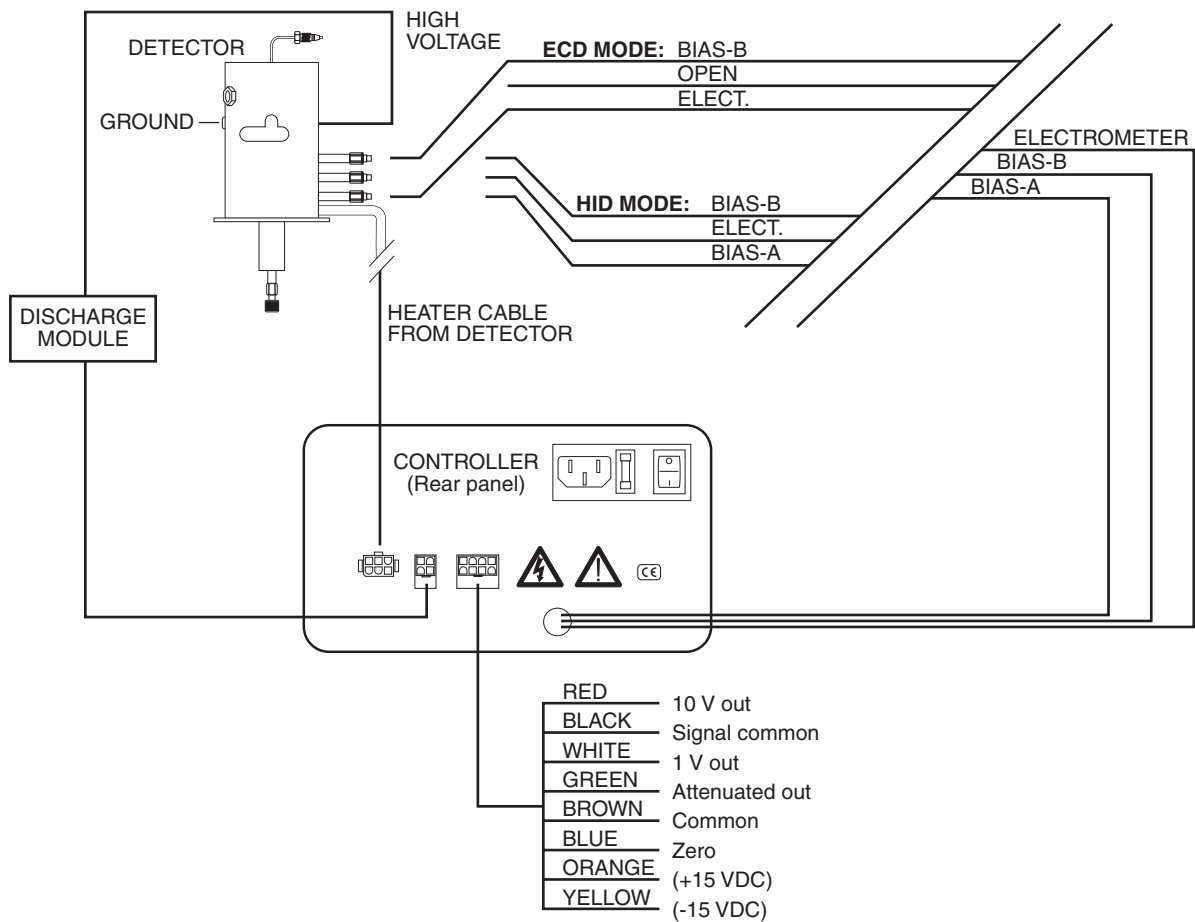 HIGH
VOLTAGE
DETECTOR
GROUND
ECD MODE: BIAS-B
OPEN
ELECT.
ELECTROMETER
BIAS-B
BIAS-A
HID MODE: BIAS-B
ELECT.
BIAS-A
DISCHARGE
MODULE
HEATER CABLE
FROM DETECTOR
CONTROLLER
(Rear panel)
CE
RED 10 V out
BLACK Signal common
WHITE 1 V out
GREEN Attenuated out
BROWN Common
BLUE Zero
ORANGE (+15 VDC)
YELLOW (-15 VDC)